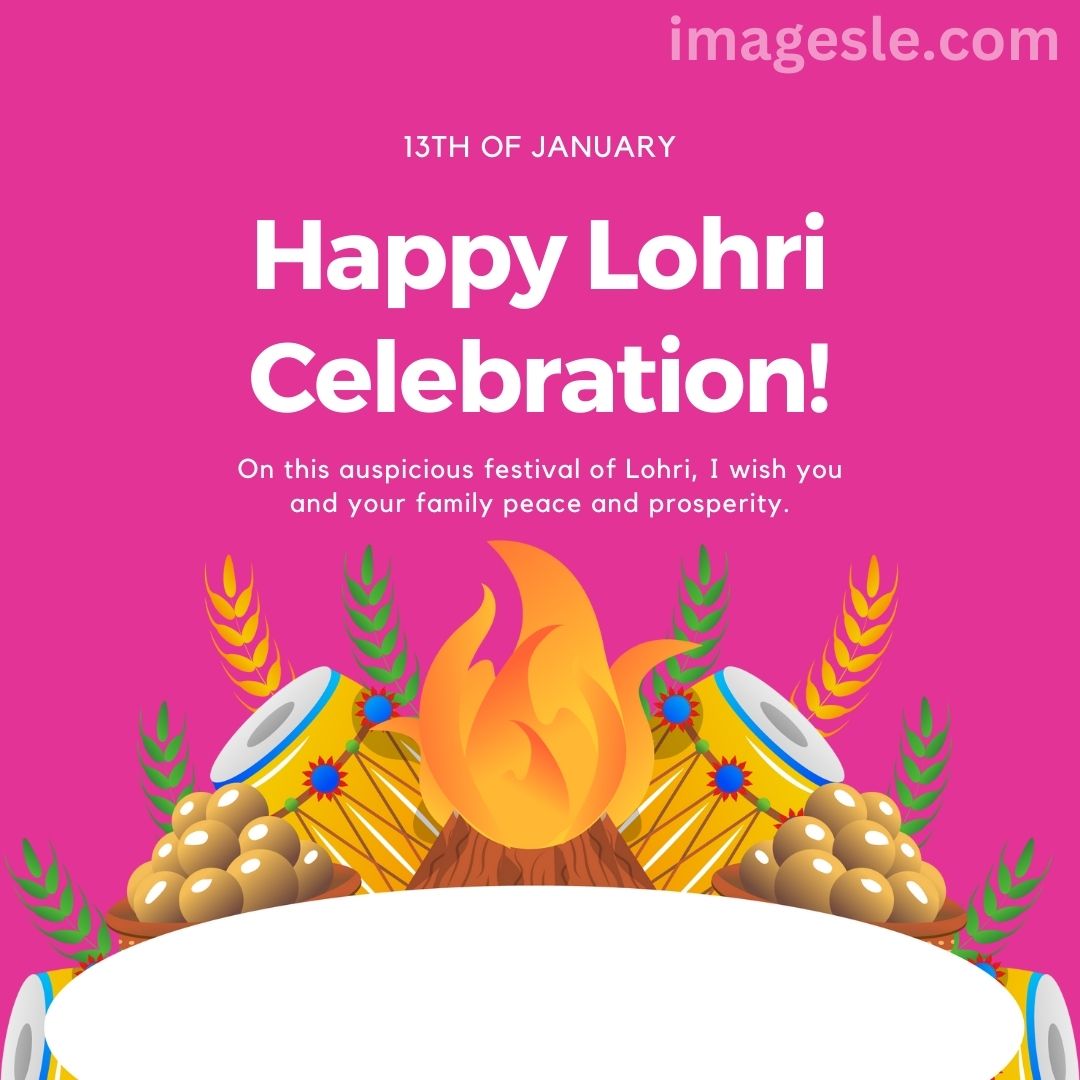 imagesle.com
13TH OF JANUARY
Happy Lohri
Celebration!
On this auspicious festival of Lohri, I wish you
and your family peace and prosperity.